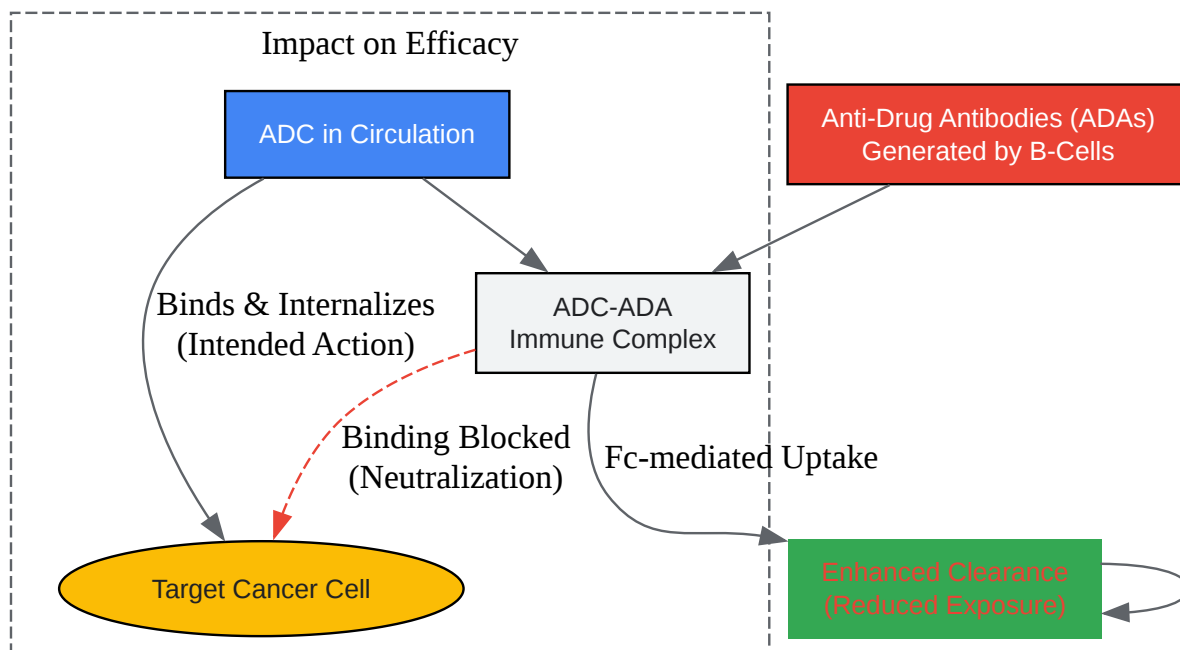 Impact on Efficacy
ADC in Circulation
Anti-Drug Antibodies (ADAs)
Generated by B-Cells
Binds & Internalizes
(Intended Action)
ADC-ADA
Immune Complex
Binding Blocked
(Neutralization)
Fc-mediated Uptake
Target Cancer Cell
Enhanced Clearance
(Reduced Exposure)